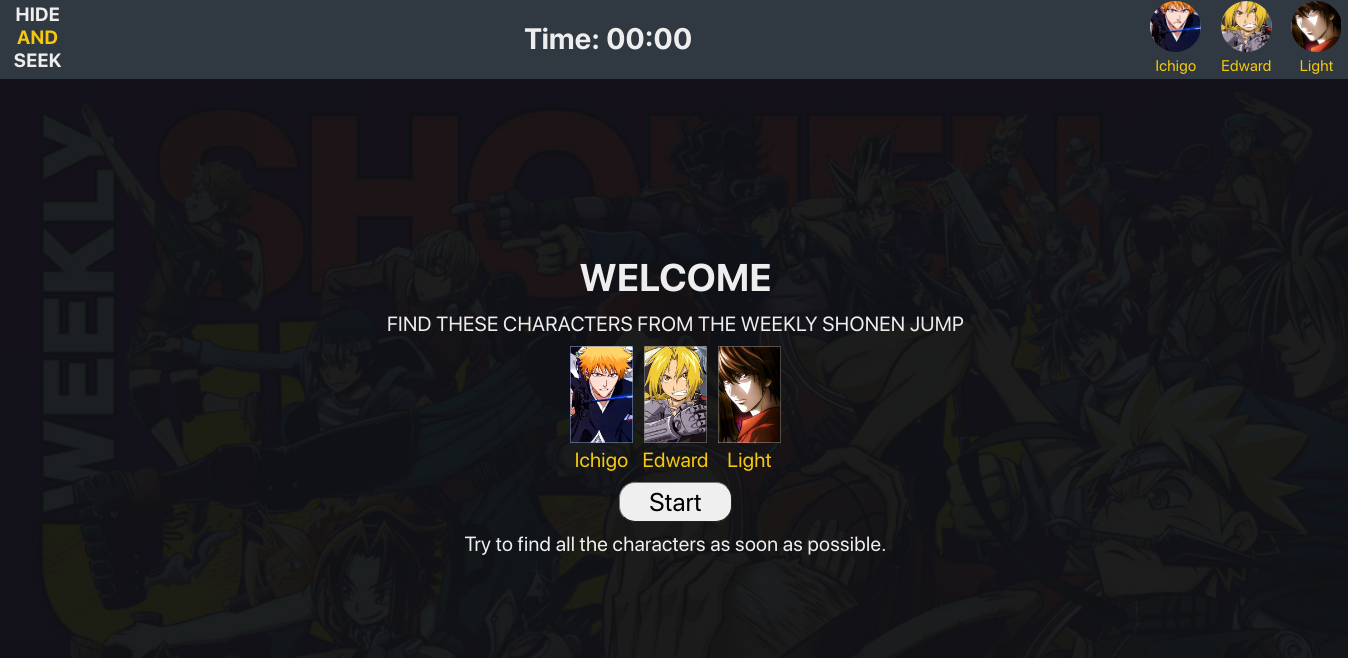 HIDE
AND
SEEK
Time: 00:00
Ichigo Edward Light
WEEKLY
SHONEN
WELCOME
FIND THESE CHARACTERS FROM THE WEEKLY SHONEN JUMP
Ichigo Edward Light
Start
Try to find all the characters as soon as possible.